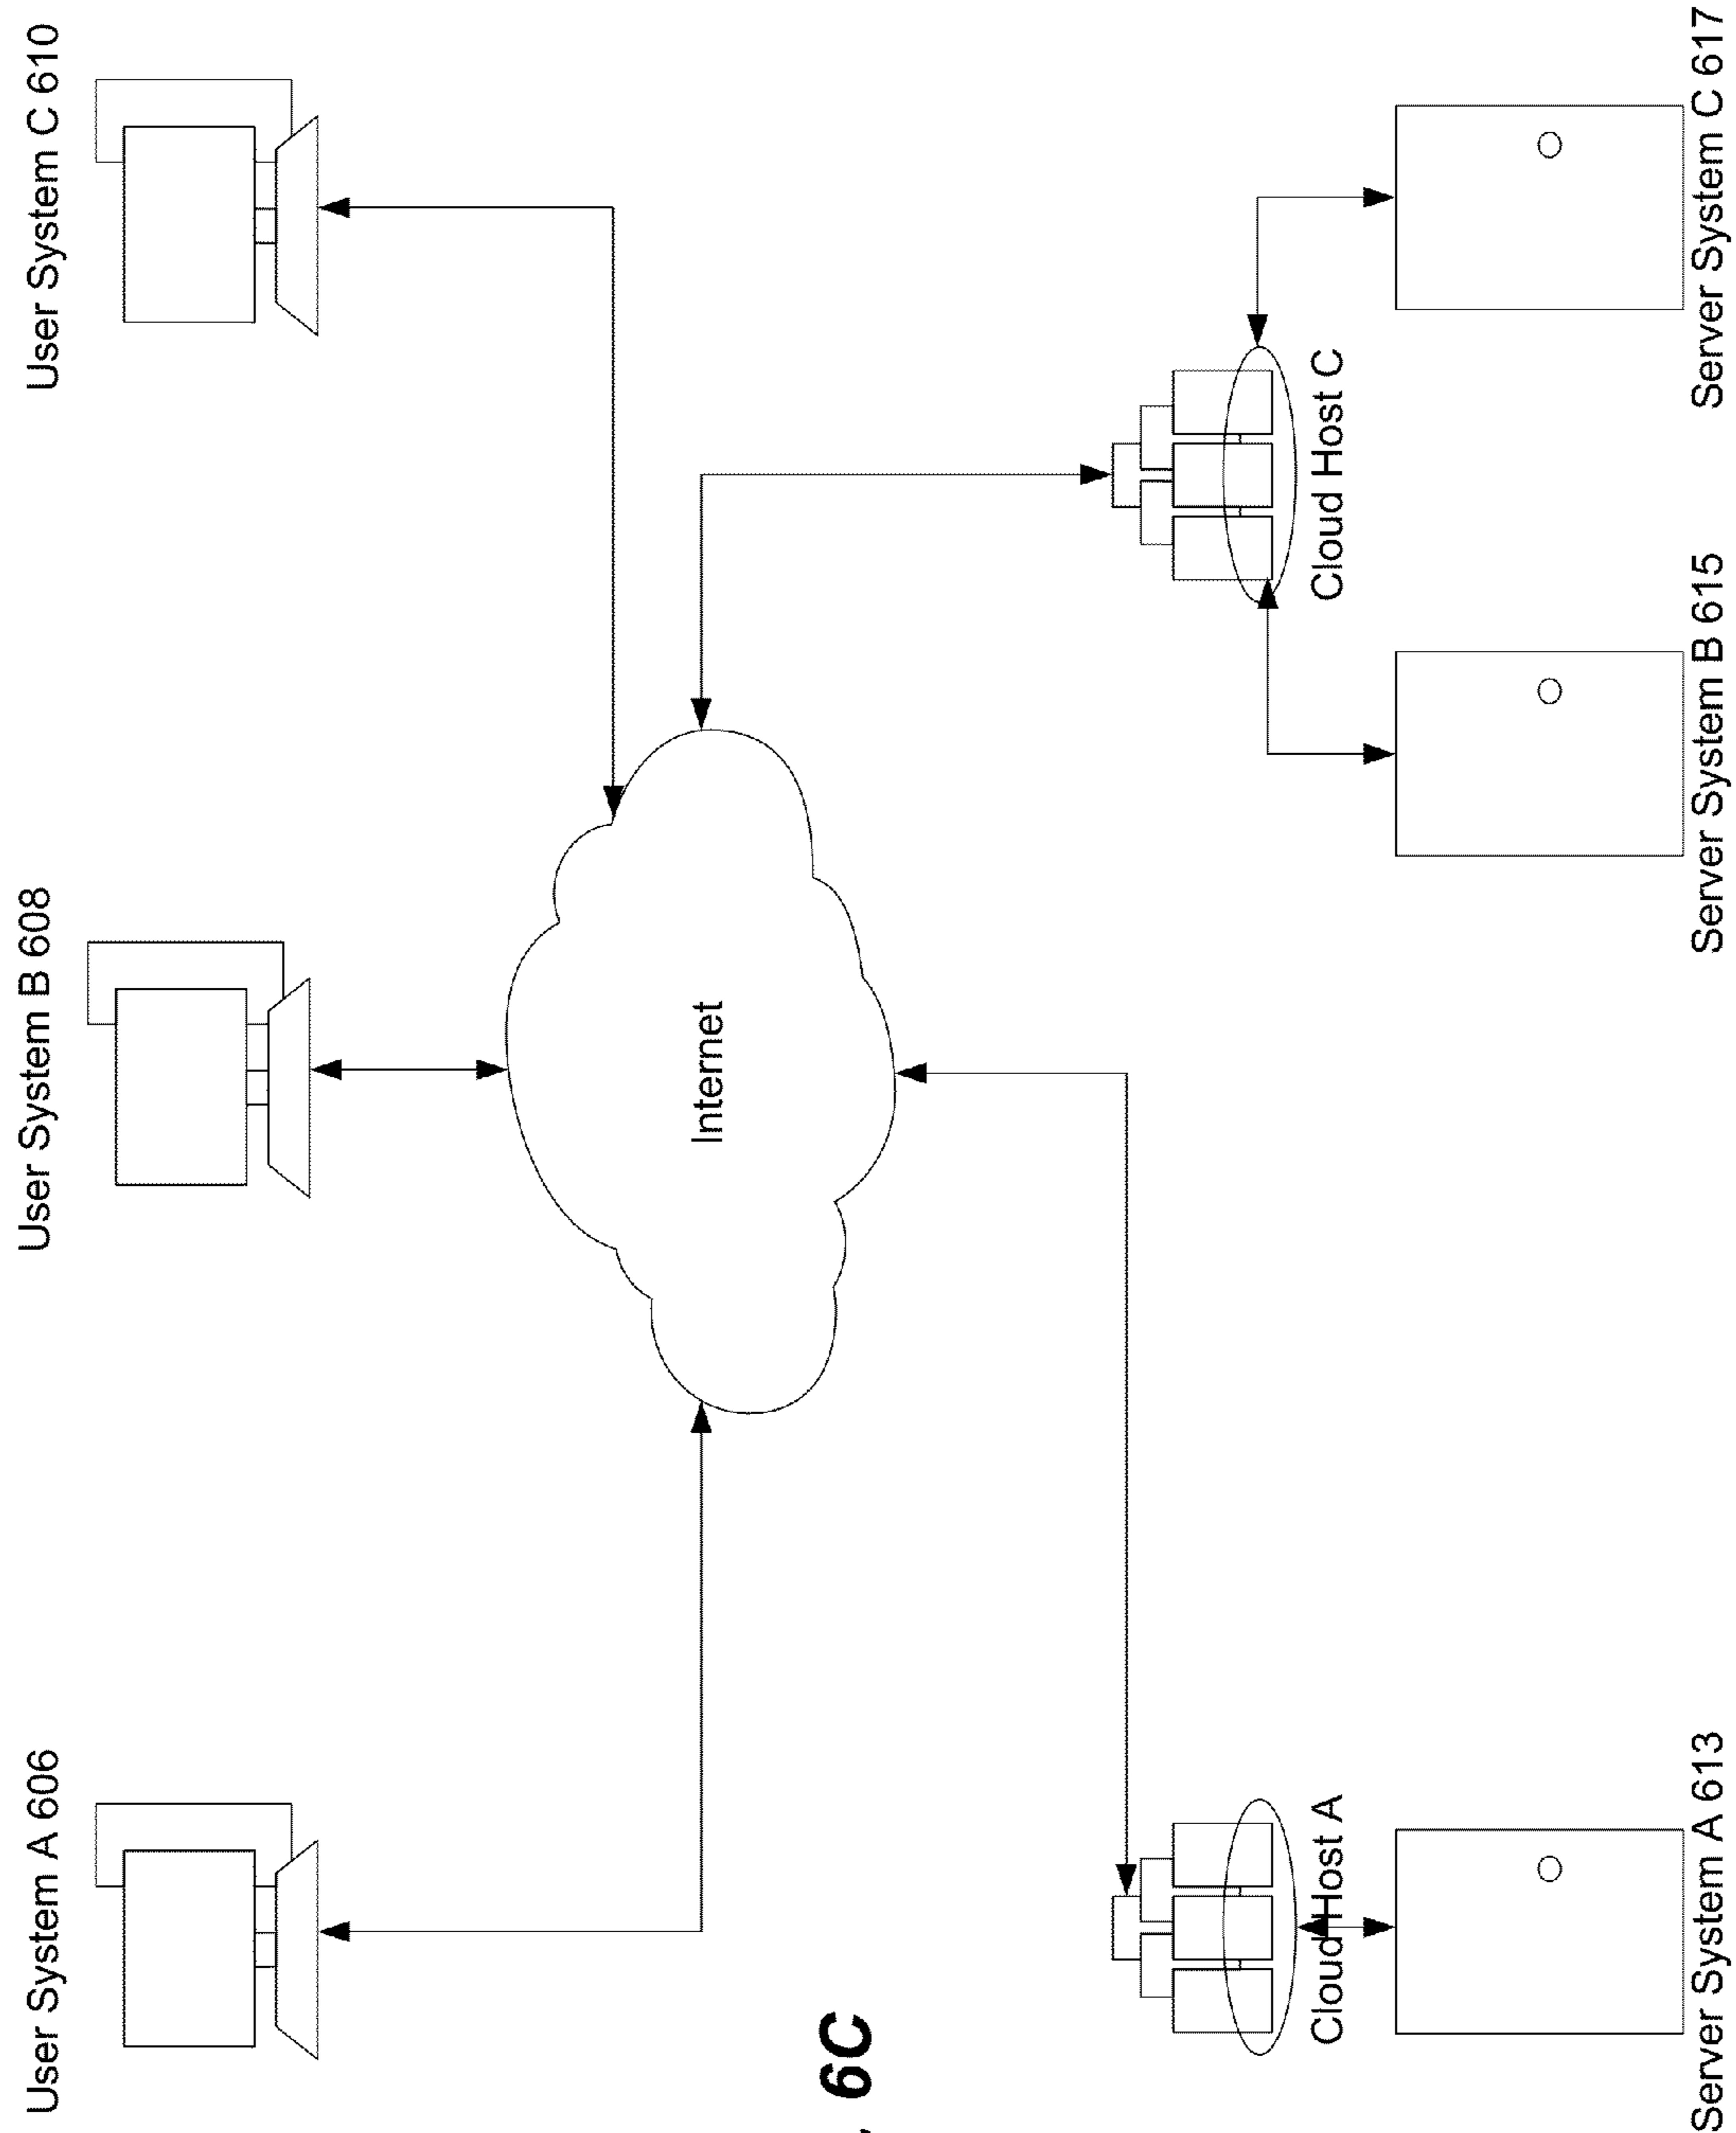 User System A 606
User System B 608
User System C 610
Internet
Cloud Host A
Cloud Host C
Server System A 613
Server System B 615
Server System C 617
6C